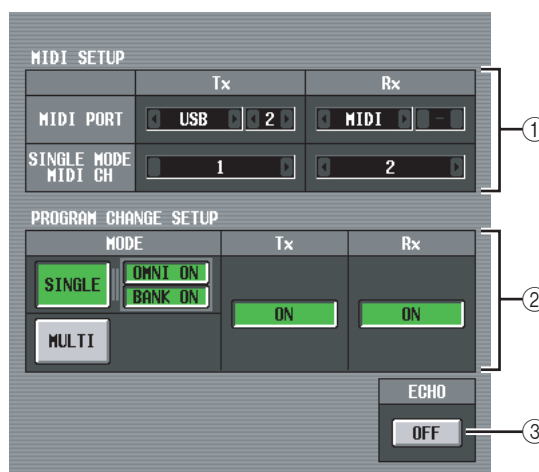 MIDI SETUP
Tx Rx
MIDI PORT USB 2 MIDI -
SINGLE MODE
MIDI CH 1 2
1
PROGRAM CHANGE SETUP
MODE Tx Rx
SINGLE OMNI ON
BANK ON
ON ON
MULTI
2
ECHO
OFF
3